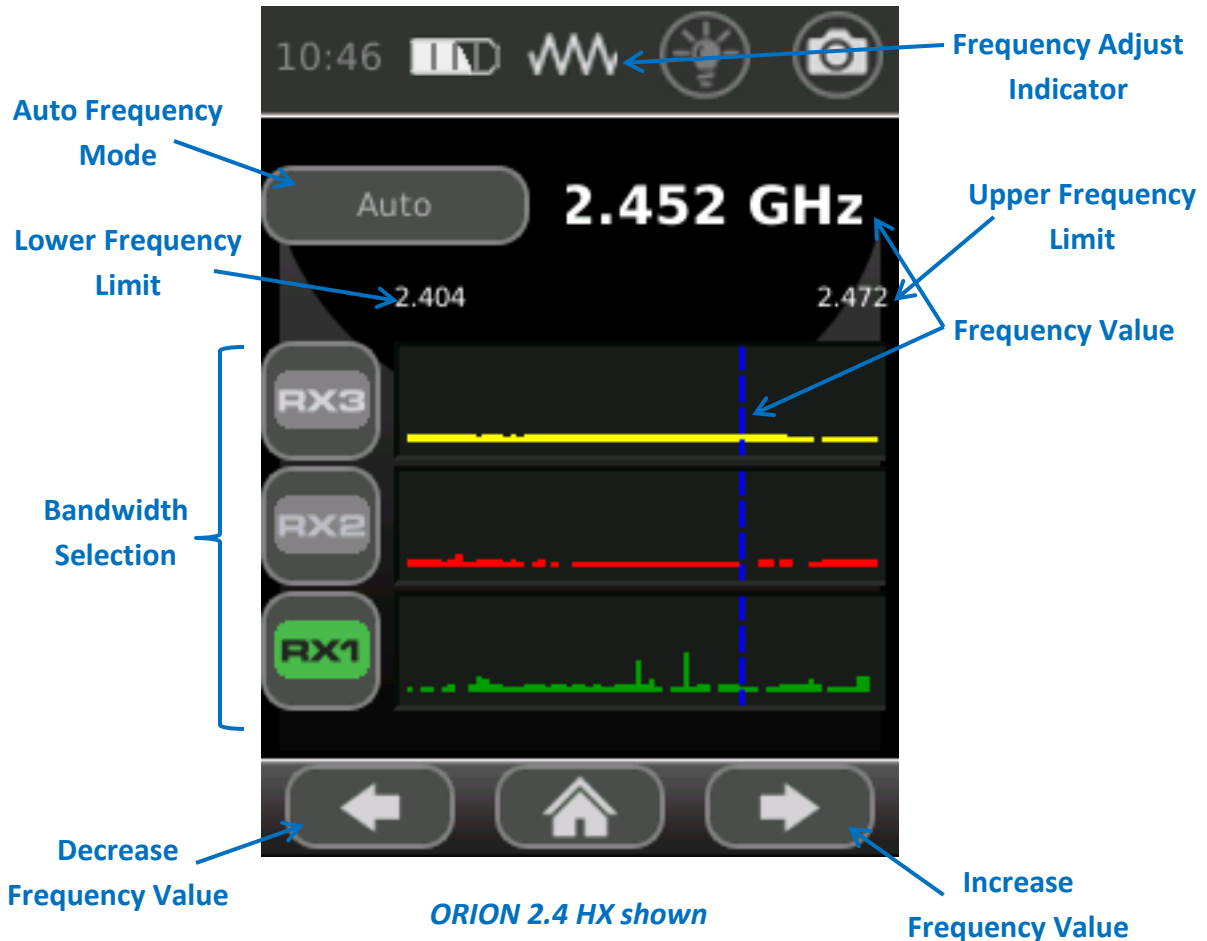 10:46
Frequency Adjust
Indicator
Auto Frequency
Mode
Auto
2.452 GHz
Upper Frequency
Limit
Lower Frequency
Limit
2.404
2.472
Frequency Value
RX3
Bandwidth
Selection
RX2
RX1
Decrease
Frequency Value
ORION 2.4 HX shown
Increase
Frequency Value